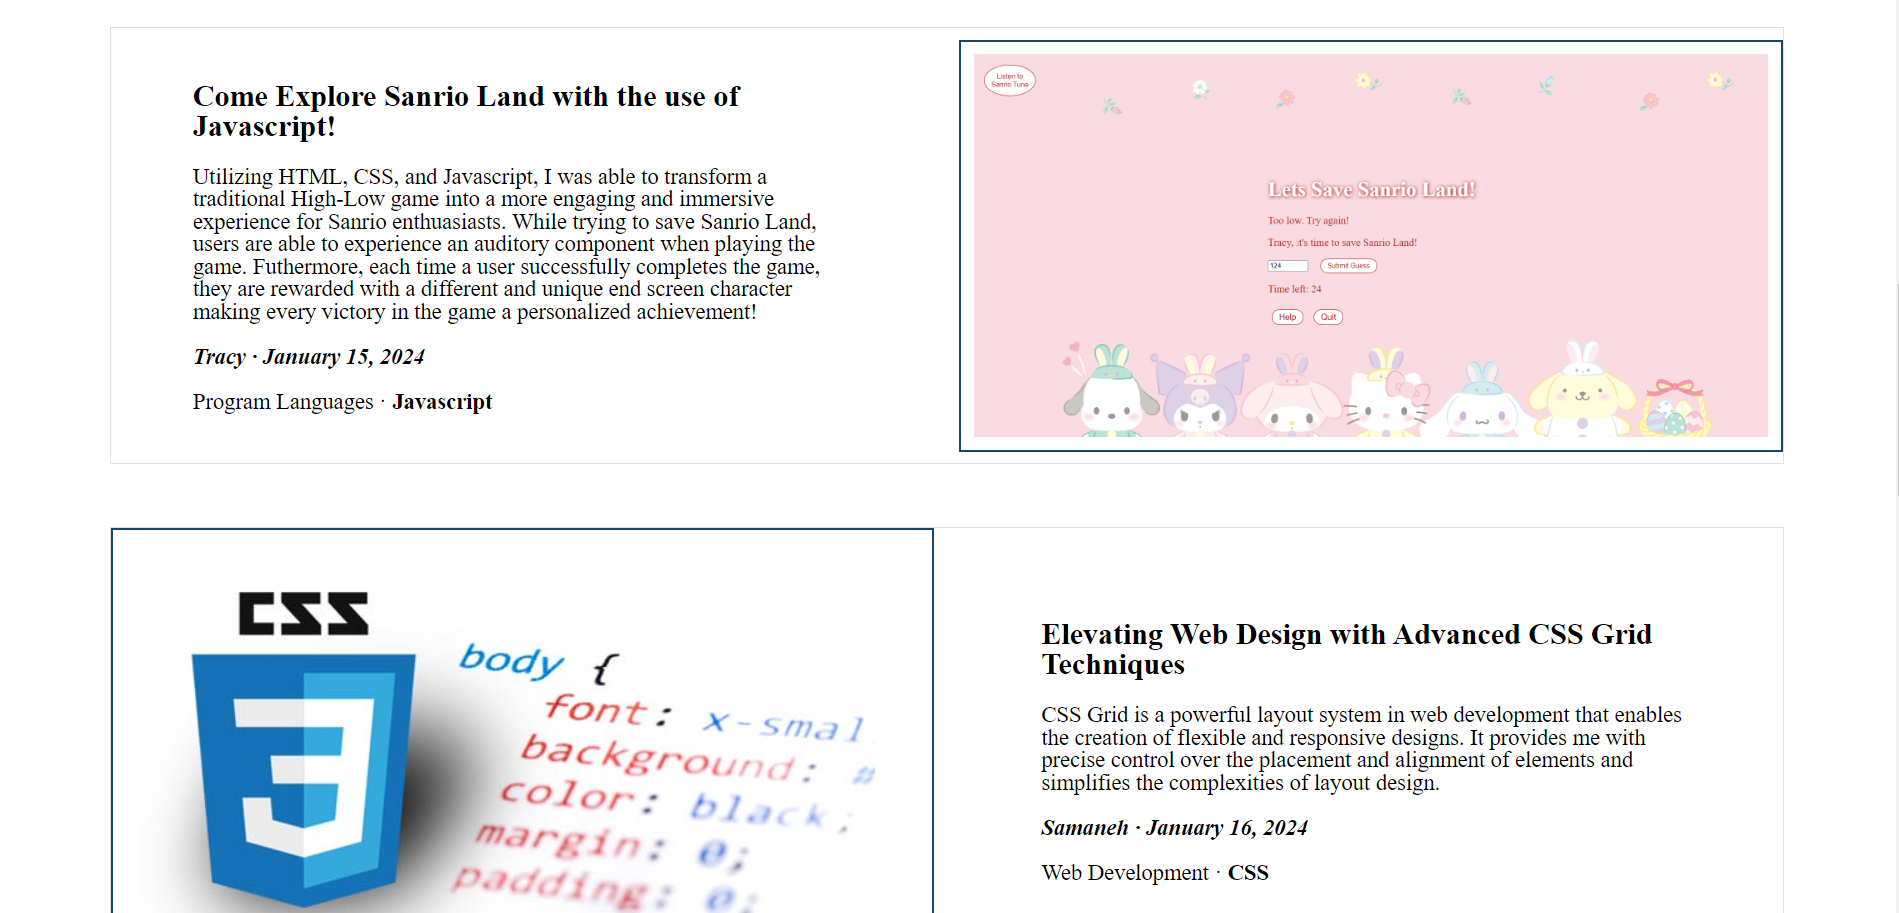 Come Explore Sanrio Land with the use of
Javascript!
Utilizing HTML, CSS, and Javascript, I was able to transform a
traditional High-Low game into a more engaging and immersive
experience for Sanrio enthuasiasts. While trying to save Sanrio Land,
users are able to experience an auditory component when playing the
game. Futhermore, each time a user successfully completes the game,
they are rewarded with a different and unique end screen character
making every victory in the game a personalized achievement!
Tracy · January 15, 2024
Program Languages · Javascript
Listen to
Sanrio Tune
Lets Save Sanrio Land!
Too low. Try again!
Tracy, it's time to save Sanrio Land!
124
Submit Guess
Time left: 24
Help
Quit
CSS
3
body {
font: x-smal
background: #
color: black;
margin: 0;
padding: 0;
Elevating Web Design with Advanced CSS Grid
Techniques
CSS Grid is a powerful layout system in web development that enables
the creation of flexible and responsive designs. It provides me with
precise control over the placement and alignment of elements and
simplifies the complexities of layout design.
Samaneh · January 16, 2024
Web Development · CSS